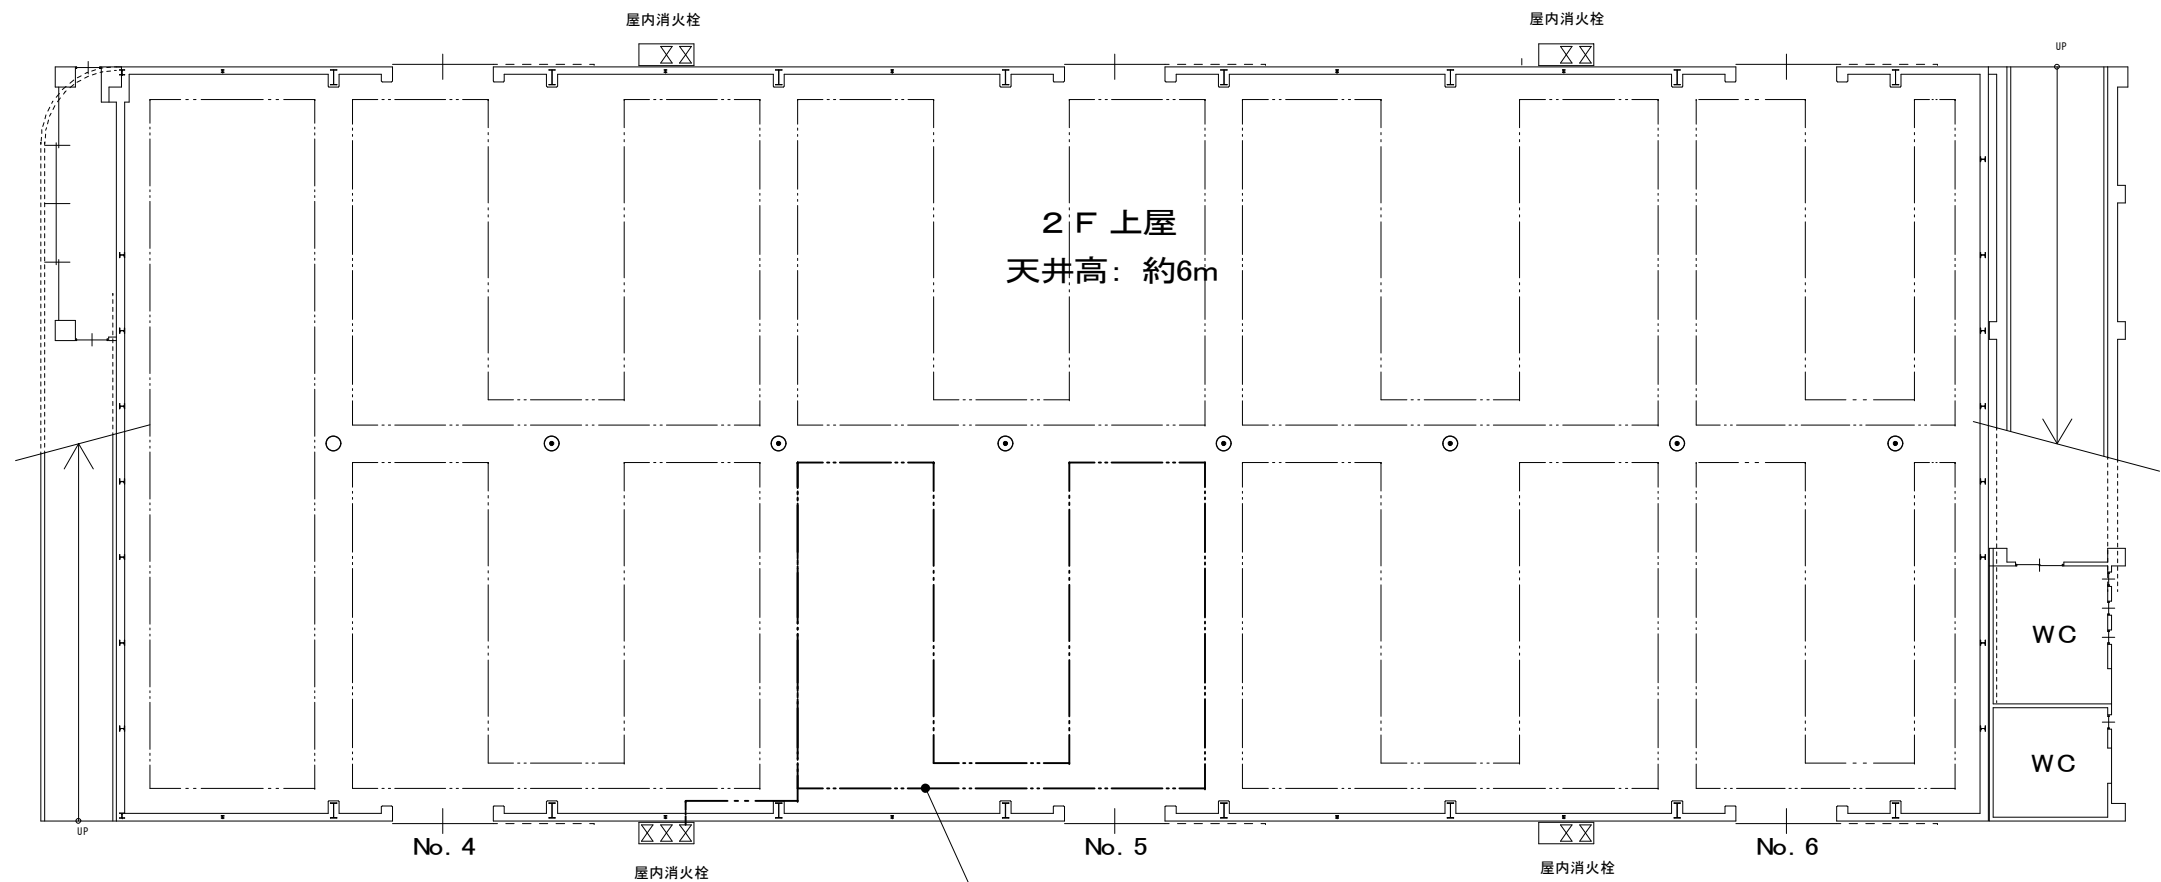 屋内消火栓
屋内消火栓
UP
２Ｆ 上屋
天井高： 約6m
WC
WC
UP
No. 4
No. 5
No. 6
屋内消火栓
屋内消火栓